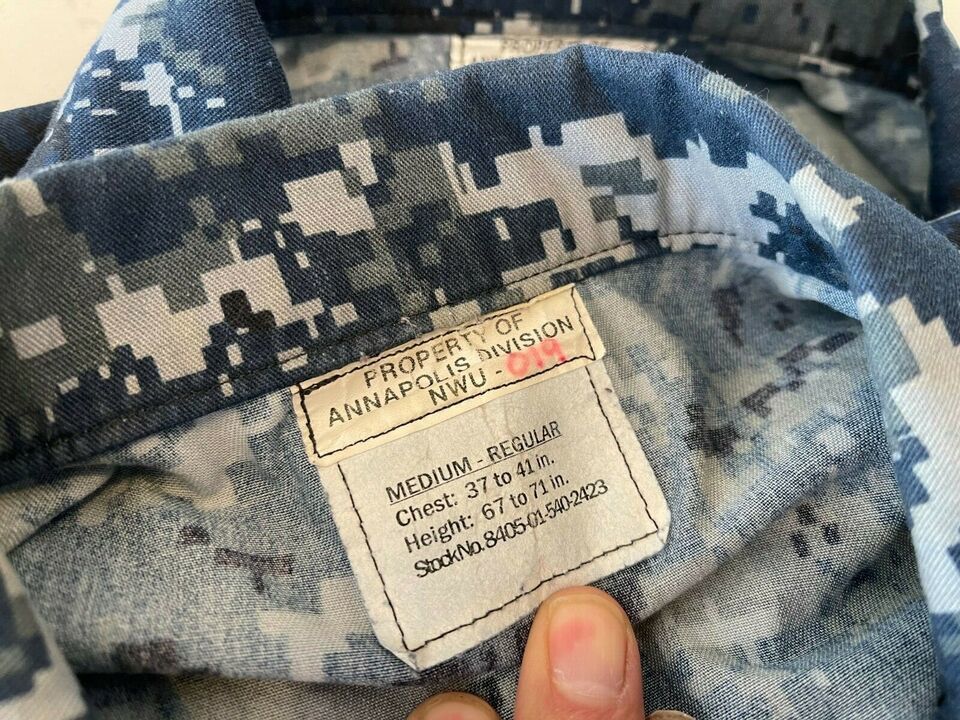 PROPERTY OF
ANNAPOLIS DIVISION
NWU - 019
MEDIUM - REGULAR
Chest: 37 to 41 in.
Height: 67 to 71 in.
Stock No. 8405-01-540-2423